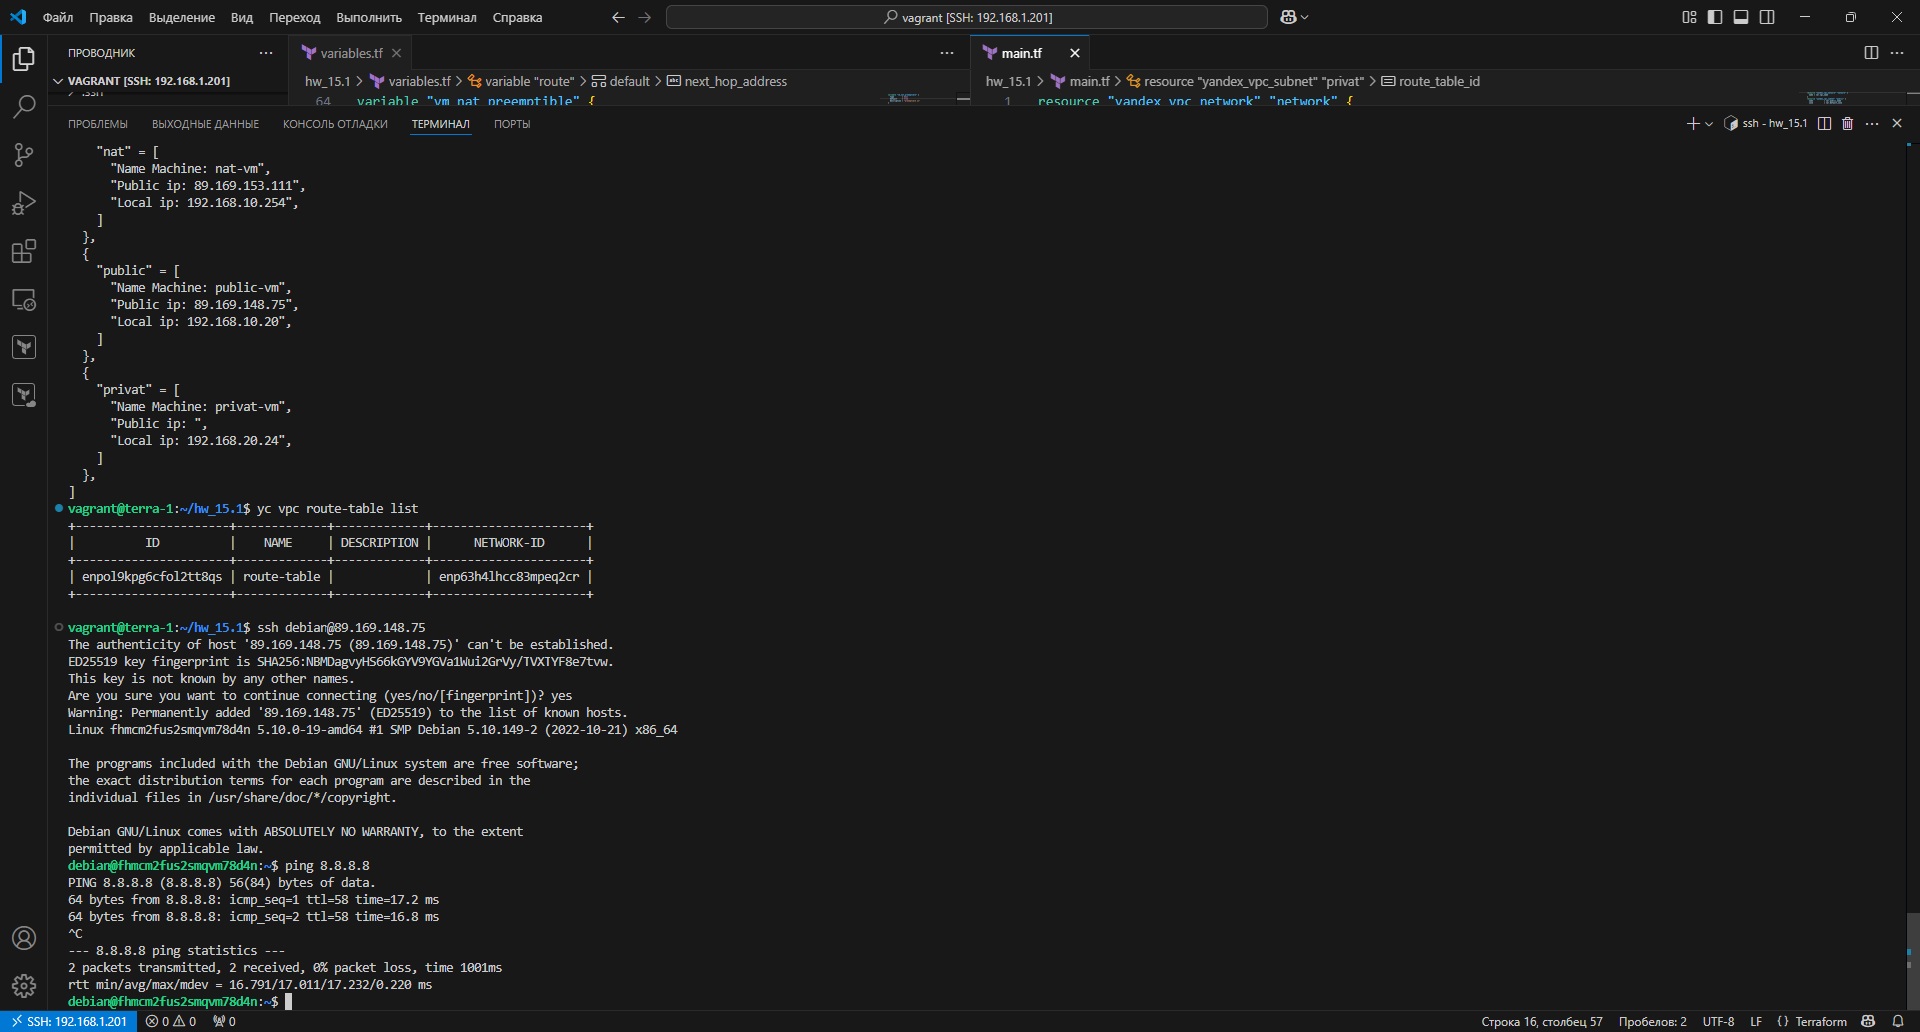 Файл Правка Выделение Вид Переход Выполнить Терминал Справка
vagrant [SSH: 192.168.1.201]
ПРОВОДНИК
variables.tf
main.tf
VAGRANT [SSH: 192.168.1.201]
.ssh
hw_15.1 > variables.tf > variable "route" > default > next_hop_address
hw_15.1 > main.tf > resource "yandex_vpc_subnet" "privat" > route_table_id
64 variable "vm_nat_preemptible" {
1 resource "yandex_vpc_network" "network" {
ПРОБЛЕМЫ ВЫХОДНЫЕ ДАННЫЕ КОНСОЛЬ ОТЛАДКИ ТЕРМИНАЛ ПОРТЫ
ssh - hw_15.1
"nat" = [
"Name Machine: nat-vm",
"Public ip: 89.169.153.111",
"Local ip: 192.168.10.254",
]
},
{
"public" = [
"Name Machine: public-vm",
"Public ip: 89.169.148.75",
"Local ip: 192.168.10.20",
]
},
{
"privat" = [
"Name Machine: privat-vm",
"Public ip: ",
"Local ip: 192.168.20.24",
]
},
]
vagrant@terra-1:~/hw_15.1$ yc vpc route-table list
+----------------------+-------------+-------------+----------------------+
| ID | NAME | DESCRIPTION | NETWORK-ID |
+----------------------+-------------+-------------+----------------------+
| enpol9kpg6cfol2tt8qs | route-table | | enp63h4lhcc83mpeq2cr |
+----------------------+-------------+-------------+----------------------+
vagrant@terra-1:~/hw_15.1$ ssh debian@89.169.148.75
The authenticity of host '89.169.148.75 (89.169.148.75)' can't be established.
ED25519 key fingerprint is SHA256:NBMDagvyHS66kGYV9YGVa1Wui2GrVy/TVXTYF8e7tvw.
This key is not known by any other names.
Are you sure you want to continue connecting (yes/no/[fingerprint])? yes
Warning: Permanently added '89.169.148.75' (ED25519) to the list of known hosts.
Linux fhmcm2fus2smqvm78d4n 5.10.0-19-amd64 #1 SMP Debian 5.10.149-2 (2022-10-21) x86_64
The programs included with the Debian GNU/Linux system are free software;
the exact distribution terms for each program are described in the
individual files in /usr/share/doc/*/copyright.
Debian GNU/Linux comes with ABSOLUTELY NO WARRANTY, to the extent
permitted by applicable law.
debian@fhmcm2fus2smqvm78d4n:~$ ping 8.8.8.8
PING 8.8.8.8 (8.8.8.8) 56(84) bytes of data.
64 bytes from 8.8.8.8: icmp_seq=1 ttl=58 time=17.2 ms
64 bytes from 8.8.8.8: icmp_seq=2 ttl=58 time=16.8 ms
^C
--- 8.8.8.8 ping statistics ---
2 packets transmitted, 2 received, 0% packet loss, time 1001ms
rtt min/avg/max/mdev = 16.791/17.011/17.232/0.220 ms
debian@fhmcm2fus2smqvm78d4n:~$
SSH: 192.168.1.201 0 0 0 Строка 16, столбец 57 Пробелов: 2 UTF-8 LF {} Terraform